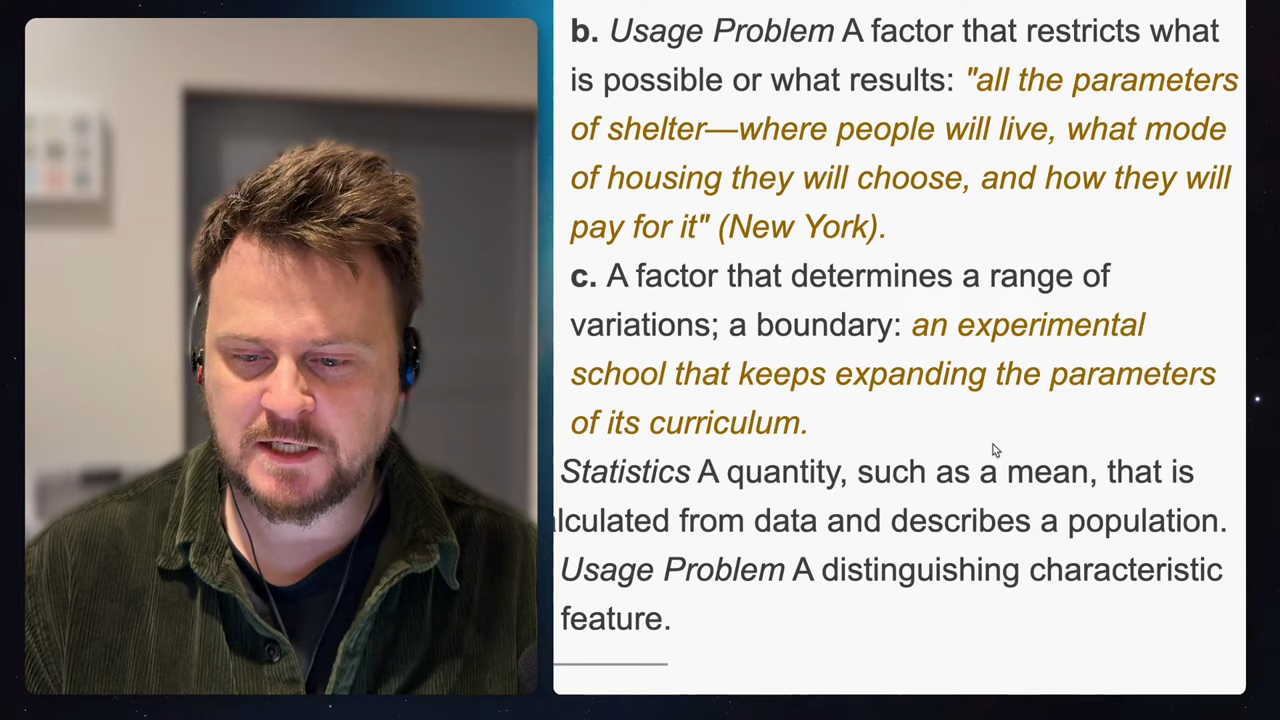 b. Usage Problem A factor that restricts what
is possible or what results: "all the parameters
of shelter—where people will live, what mode
of housing they will choose, and how they will
pay for it" (New York).
c. A factor that determines a range of
variations; a boundary: an experimental
school that keeps expanding the parameters
of its curriculum.
Statistics A quantity, such as a mean, that is
alculated from data and describes a population.
Usage Problem A distinguishing characteristic
feature.